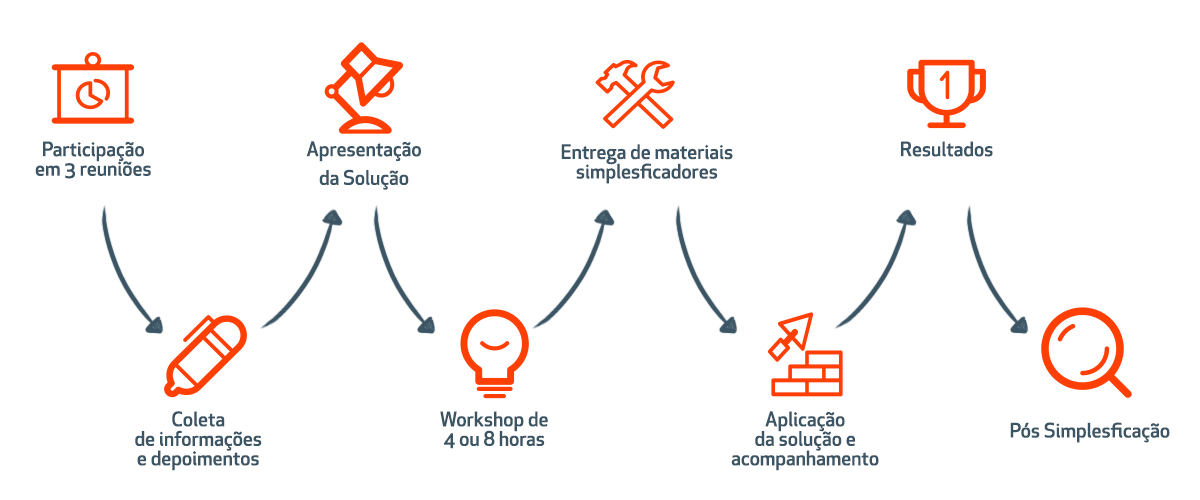 Participação
em 3 reuniões
Coleta
de informações
e depoimentos
Apresentação
da Solução
Workshop de
4 ou 8 horas
Entrega de materiais
simplesficadores
Aplicação
da solução e
acompanhamento
1
Resultados
Pós Simplesficação